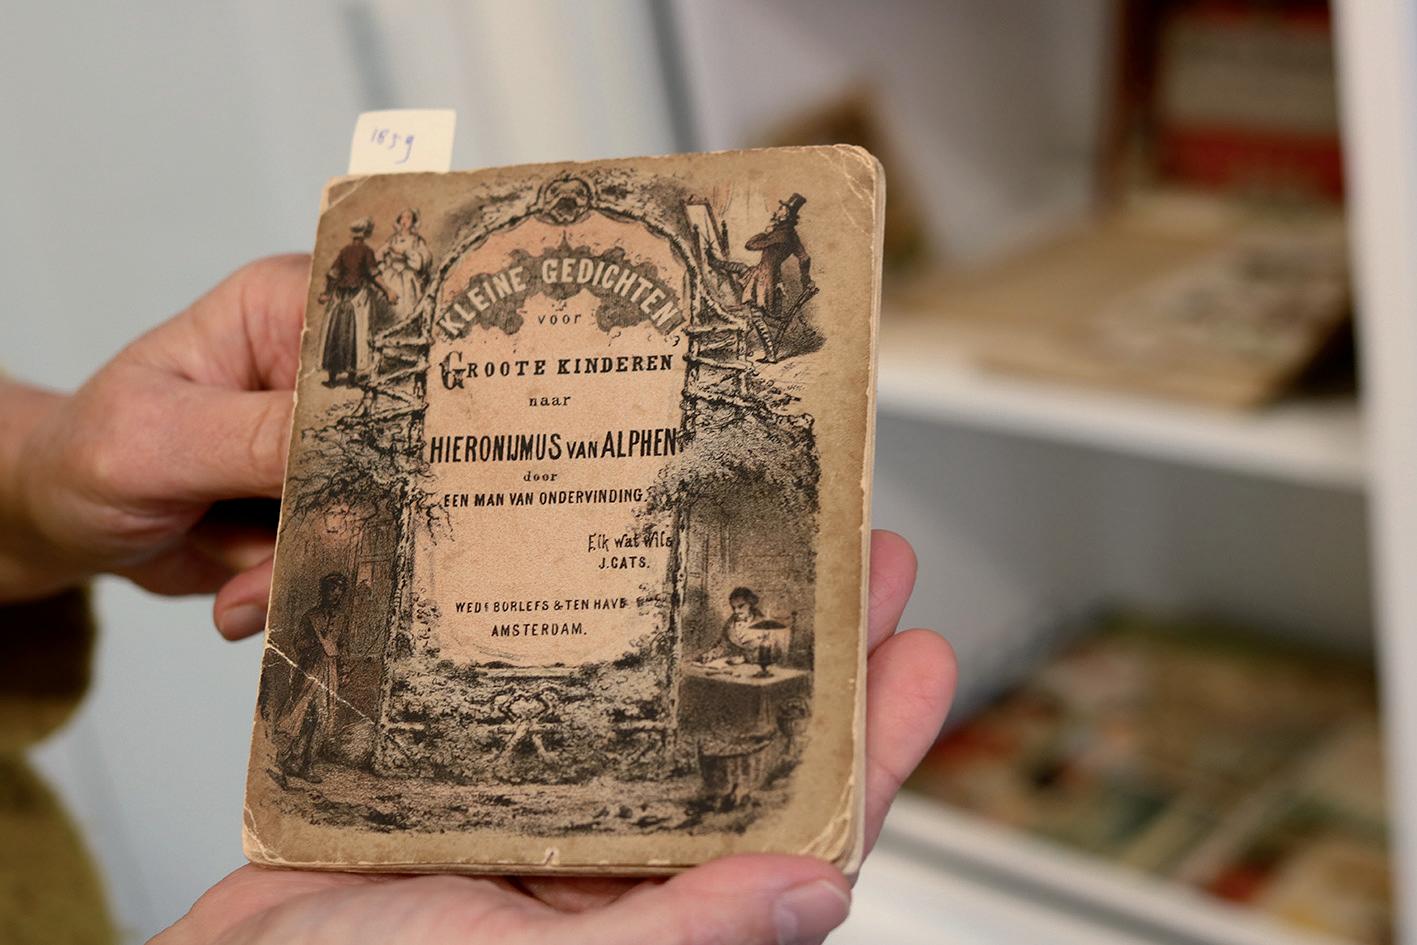 1859
KLEINE GEDICHTEN
voor
GROOTE KINDEREN
naar
HIERONIJMUS VAN ALPHEN
door
EEN MAN VAN ONDERVINDING.
Elk wat wils
J. CATS.
WEDE BORLEFS & TEN HAVE
AMSTERDAM.